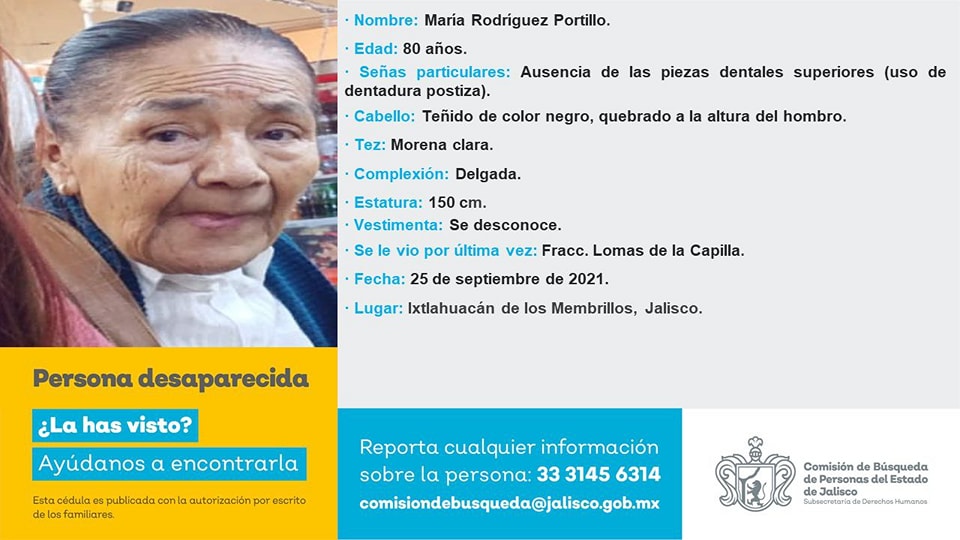 · Nombre: María Rodríguez Portillo.
· Edad: 80 años.
· Señas particulares: Ausencia de las piezas dentales superiores (uso de
dentadura postiza).
· Cabello: Teñido de color negro, quebrado a la altura del hombro.
· Tez: Morena clara.
· Complexión: Delgada.
· Estatura: 150 cm.
· Vestimenta: Se desconoce.
· Se le vio por última vez: Fracc. Lomas de la Capilla.
· Fecha: 25 de septiembre de 2021.
· Lugar: Ixtlahuacán de los Membrillos, Jalisco.
Persona desaparecida
¿La has visto?
Ayúdanos a encontrarla
Esta cédula es publicada con la autorización por escrito
de los familiares.
Reporta cualquier información
sobre la persona: 33 3145 6314
comisiondebusqueda@jalisco.gob.mx
Comisión de Búsqueda
de Personas del Estado
de Jalisco
Subsecretaría de Derechos Humanos